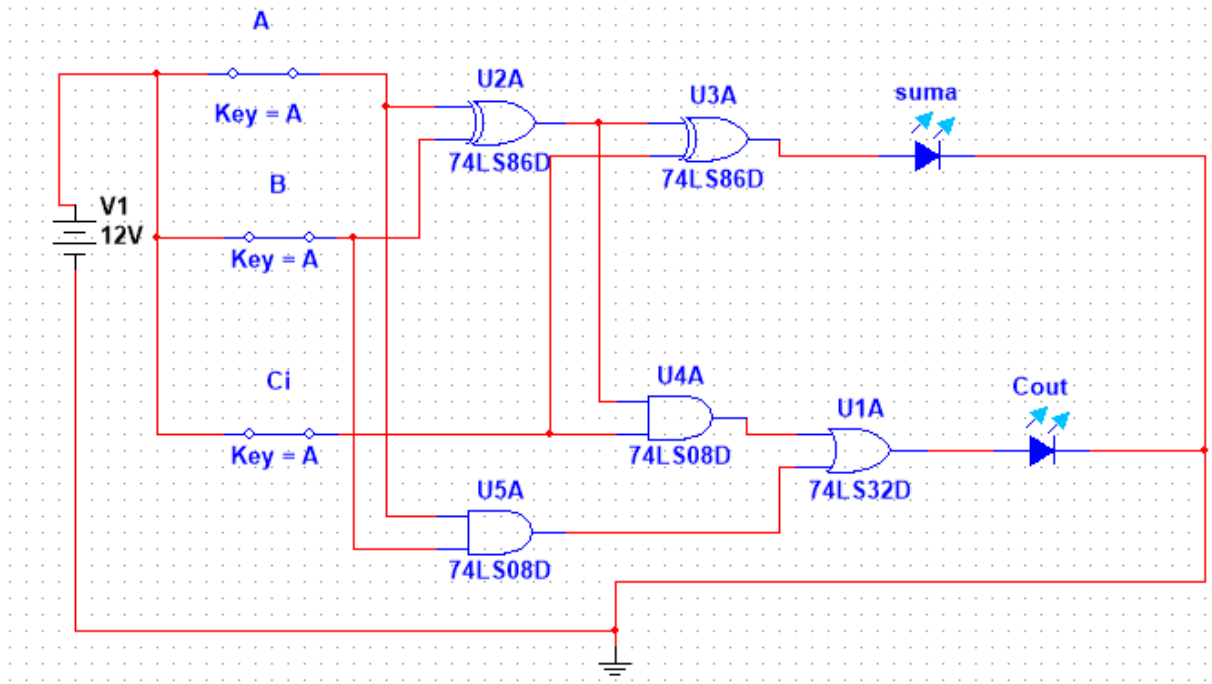 A
Key = A
U2A
74LS86D
U3A
74LS86D
suma
B
Key = A
V1
12V
Ci
Key = A
U4A
74LS08D
U1A
74LS32D
Cout
U5A
74LS08D